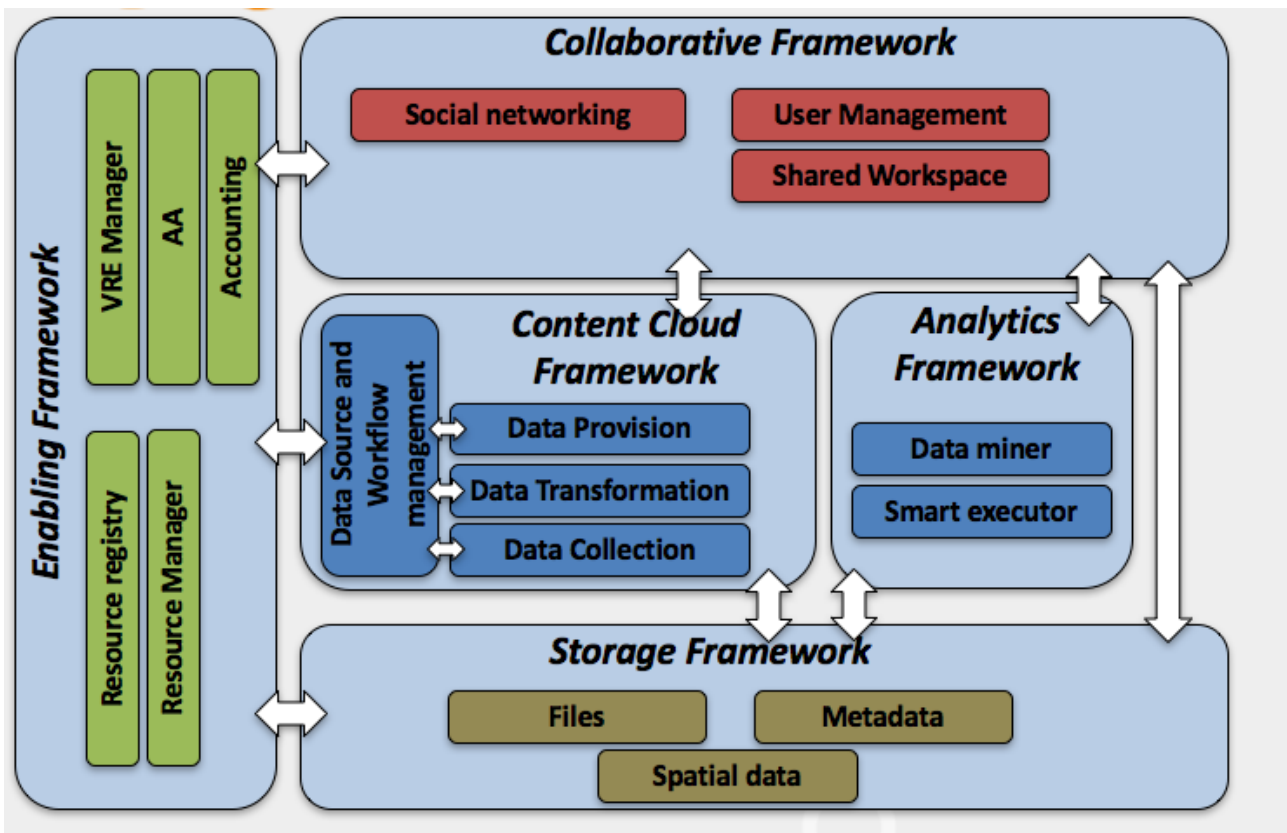 Collaborative Framework
Social networking
User Management
Shared Workspace
Enabling Framework
VRE Manager
AA
Accounting
Resource registry
Resource Manager
Content Cloud
Framework
Data Source and
Workflow
management
Data Provision
Data Transformation
Data Collection
Analytics
Framework
Data miner
Smart executor
Storage Framework
Files
Metadata
Spatial data